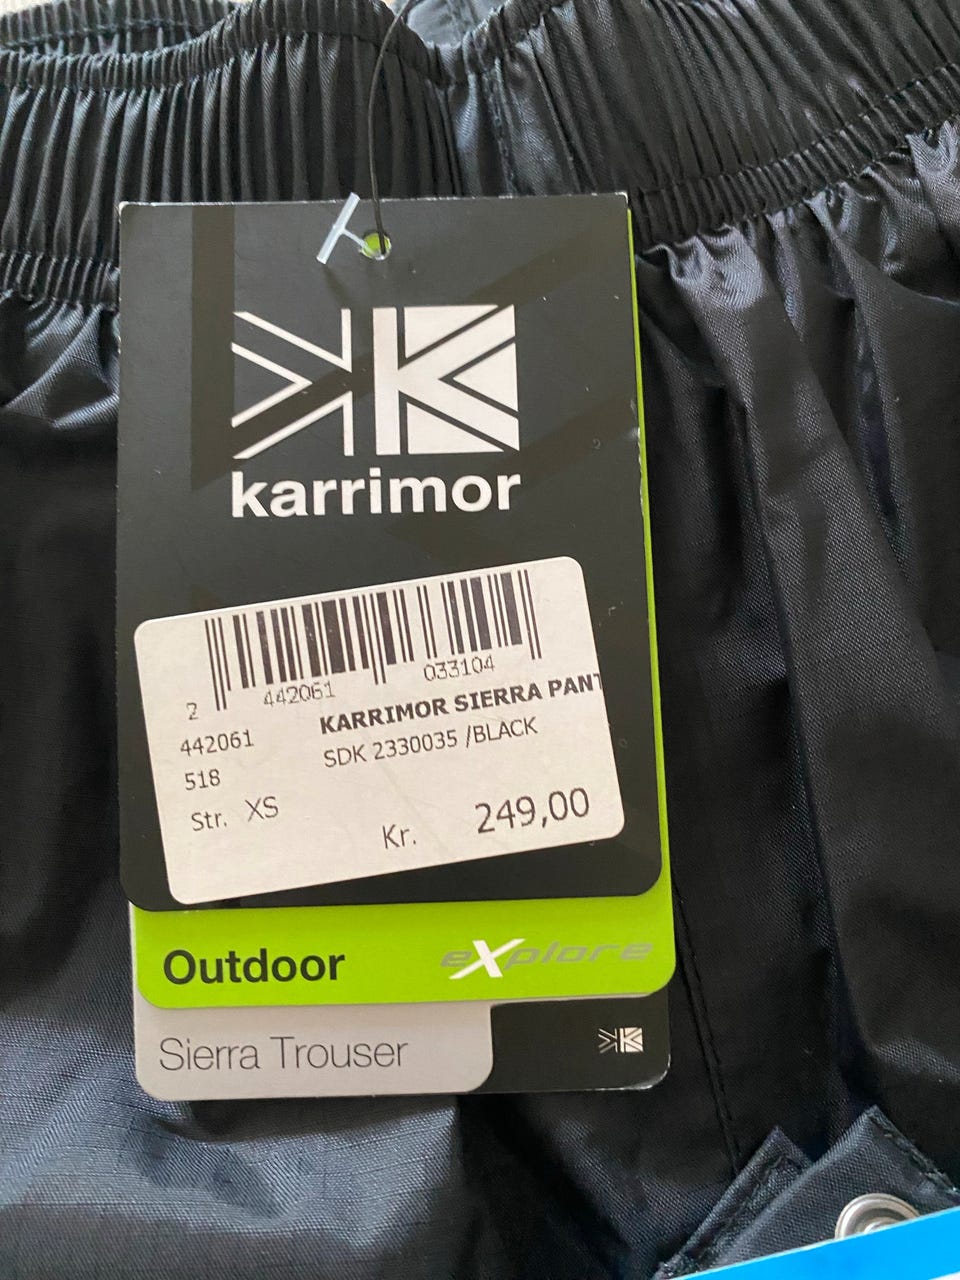 karrimor
2 442061 033104
442061 KARRIMOR SIERRA PANT
518 SDK 2330035 /BLACK
Str. XS
Kr. 249,00
Outdoor eXplore
Sierra Trouser